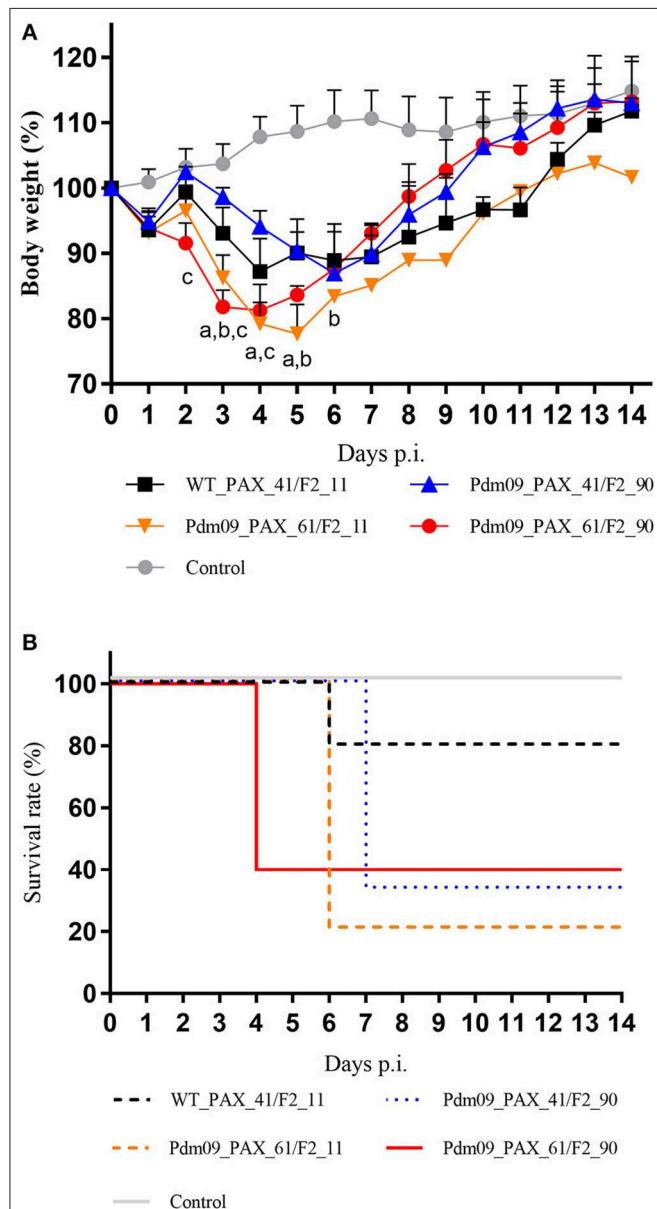 A
Body weight (%)
120
110
100
90
80
70
c
a,b,c
a,c
a,b
b
0 1 2 3 4 5 6 7 8 9 10 11 12 13 14
Days p.i.
WT_PAX_41/F2_11
Pdm09_PAX_41/F2_90
Pdm09_PAX_61/F2_11
Pdm09_PAX_61/F2_90
Control
B
Survival rate (%)
100
80
60
40
20
0
0 1 2 3 4 5 6 7 8 9 10 11 12 13 14
Days p.i.
WT_PAX_41/F2_11
Pdm09_PAX_41/F2_90
Pdm09_PAX_61/F2_11
Pdm09_PAX_61/F2_90
Control